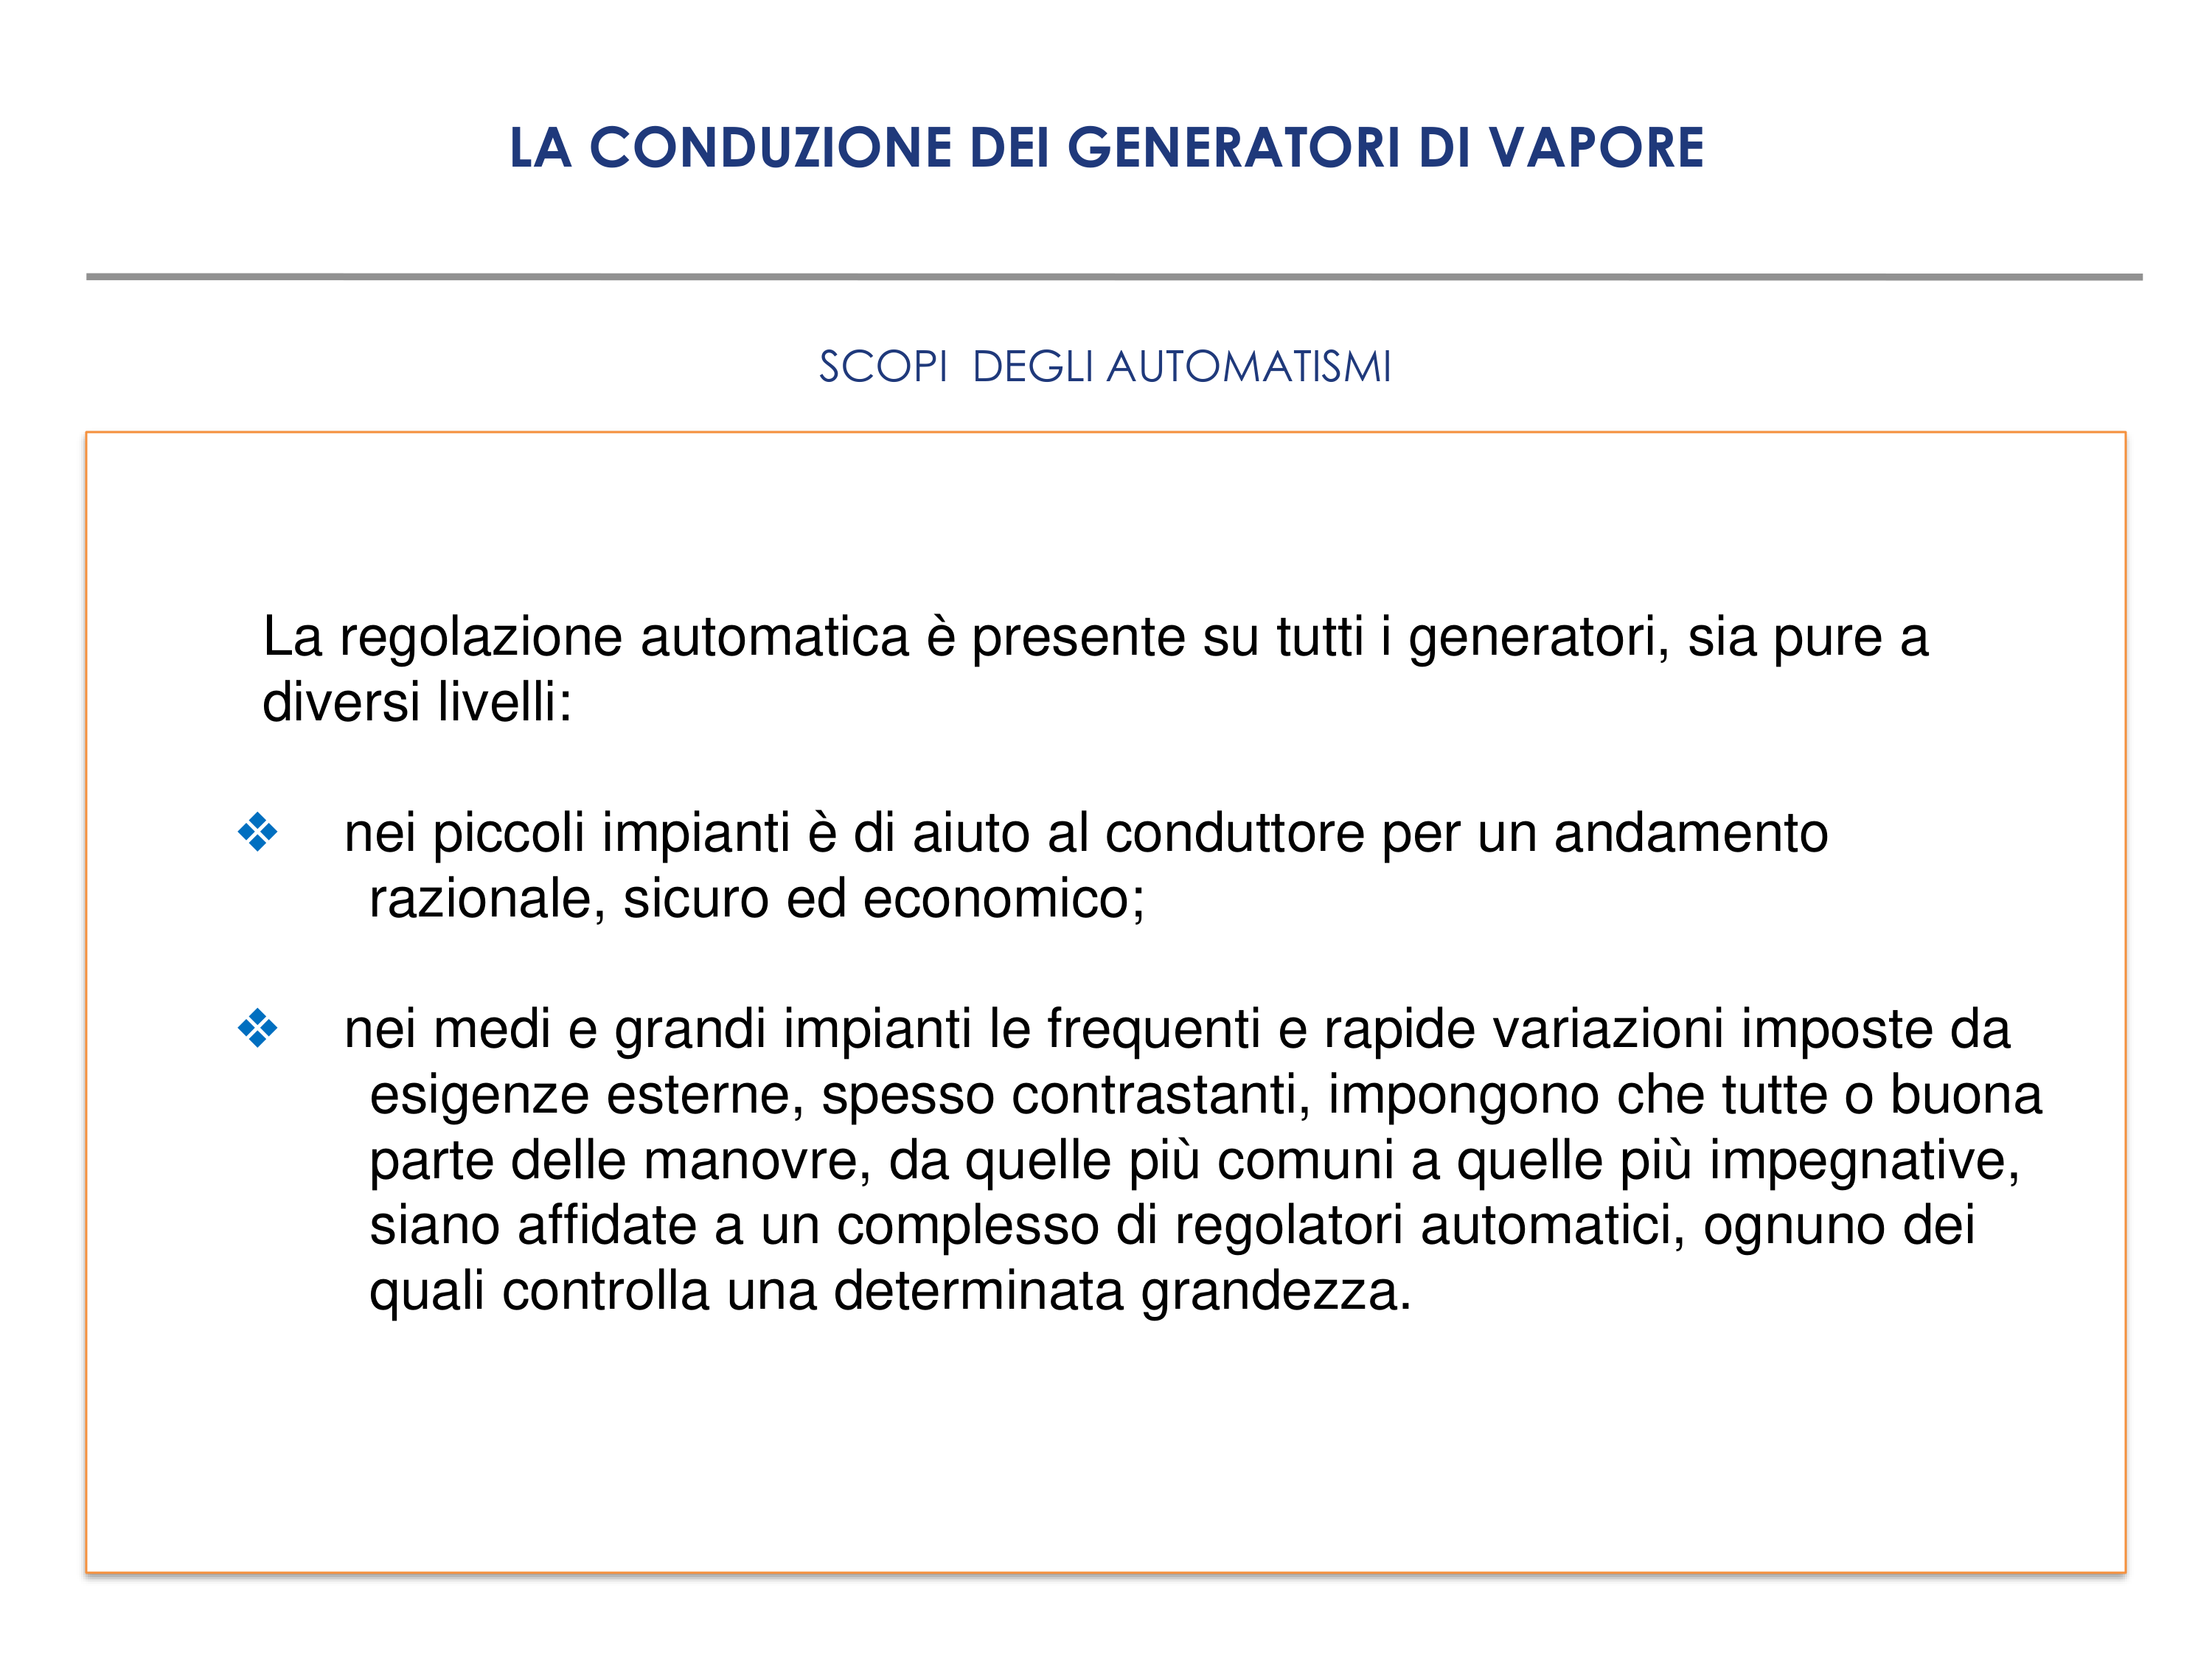 LA CONDUZIONE DEI GENERATORI DI VAPORE
SCOPI DEGLI AUTOMATISMI
La regolazione automatica è presente su tutti i generatori, sia pure a
diversi livelli:
❖ nei piccoli impianti è di aiuto al conduttore per un andamento
razionale, sicuro ed economico;
❖ nei medi e grandi impianti le frequenti e rapide variazioni imposte da
esigenze esterne, spesso contrastanti, impongono che tutte o buona
parte delle manovre, da quelle più comuni a quelle più impegnative,
siano affidate a un complesso di regolatori automatici, ognuno dei
quali controlla una determinata grandezza.